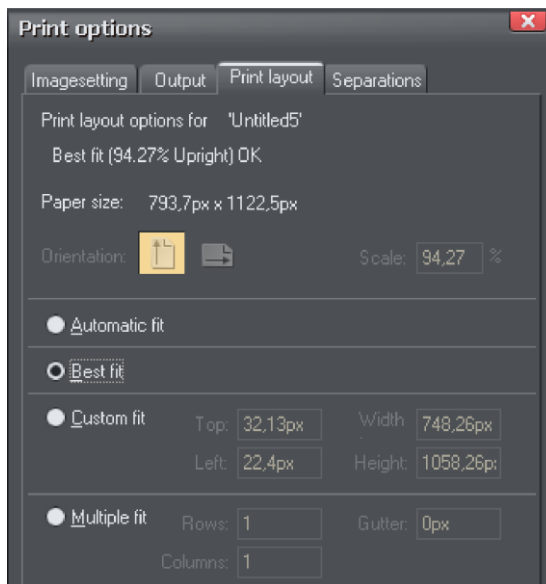 Print options
Imagesetting Output Print layout Separations
Print layout options for 'Untitled5'
Best fit (94.27% Upright) OK
Paper size: 793,7px x 1122,5px
Orientation: Scale: 94,27 %
Automatic fit
Best fit
Custom fit Top: 32,13px Width 748,26px
Left: 22,4px Height: 1058,26p:
Multiple fit Rows: 1 Gutter: 0px
Columns: 1